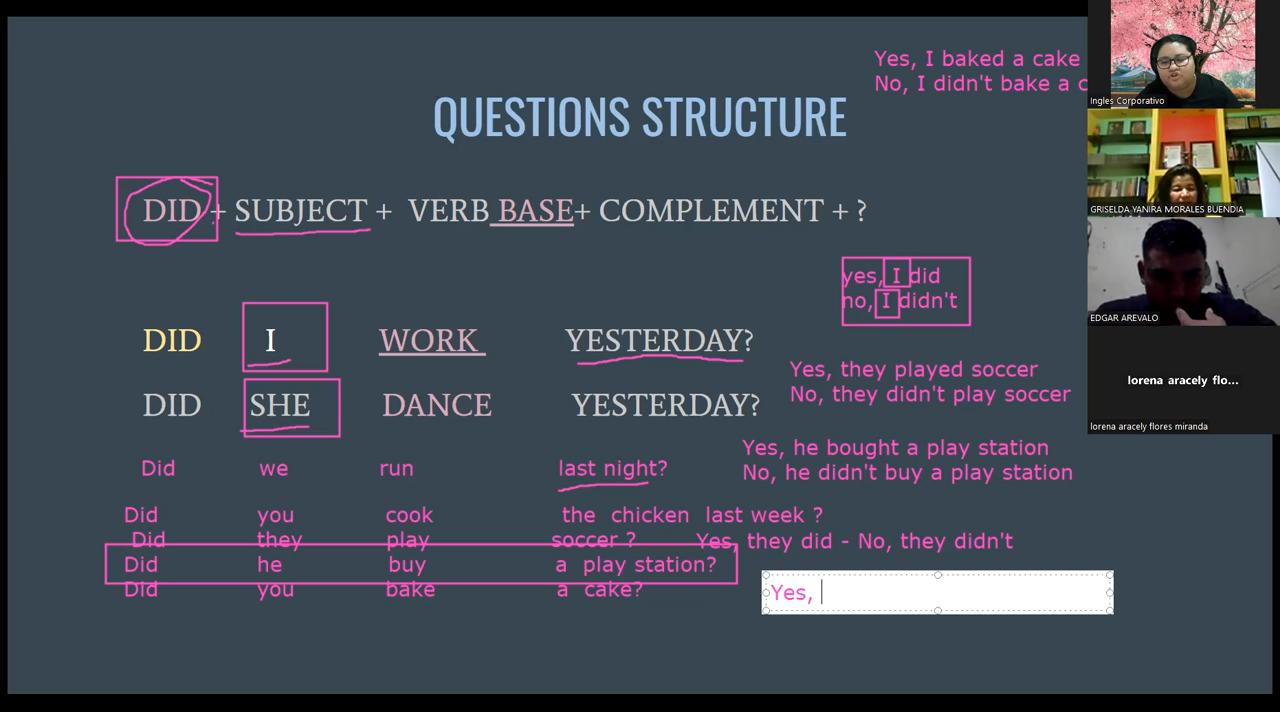 Yes, I baked a cake
No, I didn't bake a c
Ingles Corporativo
QUESTIONS STRUCTURE
DID + SUBJECT + VERB BASE + COMPLEMENT + ?
GRISELDA YANIRA MORALES BUENDIA
yes, I did
no, I didn't
EDGAR AREVALO
DID I WORK YESTERDAY?
Yes, they played soccer
No, they didn't play soccer
lorena aracely flo...
lorena aracely flores miranda
DID SHE DANCE YESTERDAY?
Yes, he bought a play station
No, he didn't buy a play station
Did we run last night?
Did you cook the chicken last week ?
Did they play soccer ? Yes, they did - No, they didn't
Did he buy a play station?
Did you bake a cake?
Yes,